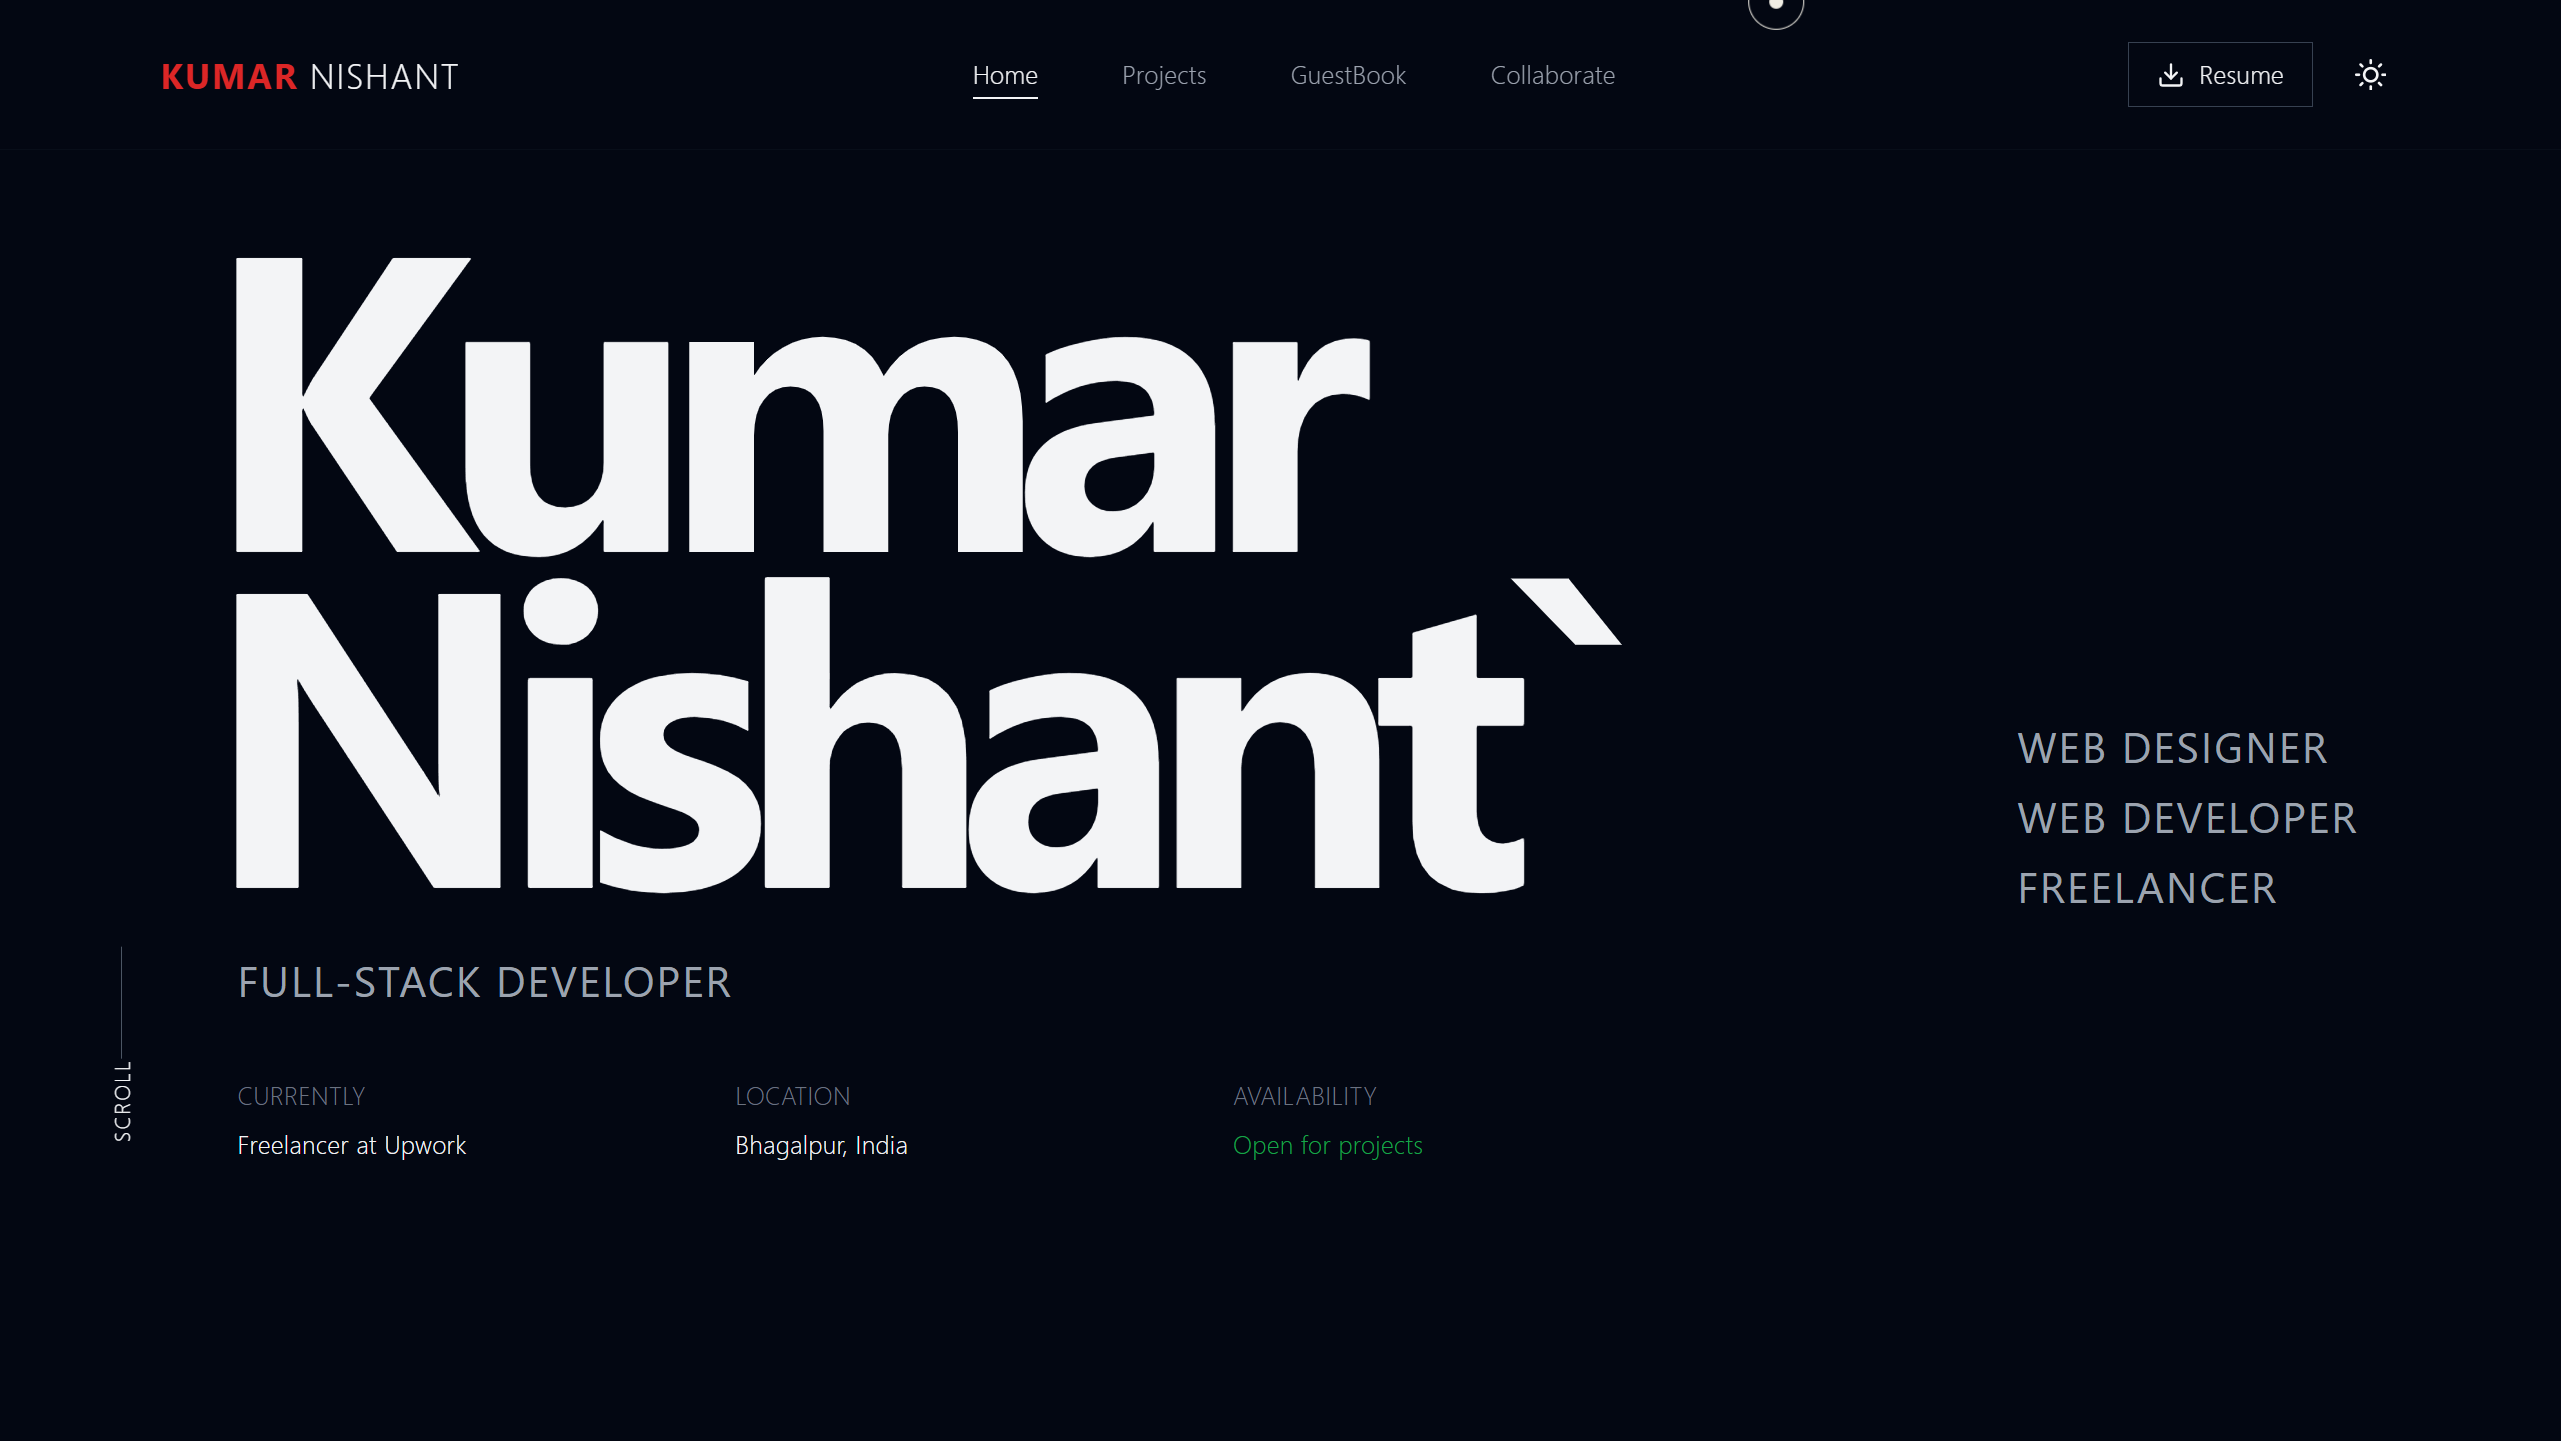 KUMAR NISHANT
Home Projects GuestBook Collaborate
Resume
Kumar
Nishant`
WEB DESIGNER
WEB DEVELOPER
FREELANCER
FULL-STACK DEVELOPER
SCROLL
CURRENTLY
Freelancer at Upwork
LOCATION
Bhagalpur, India
AVAILABILITY
Open for projects